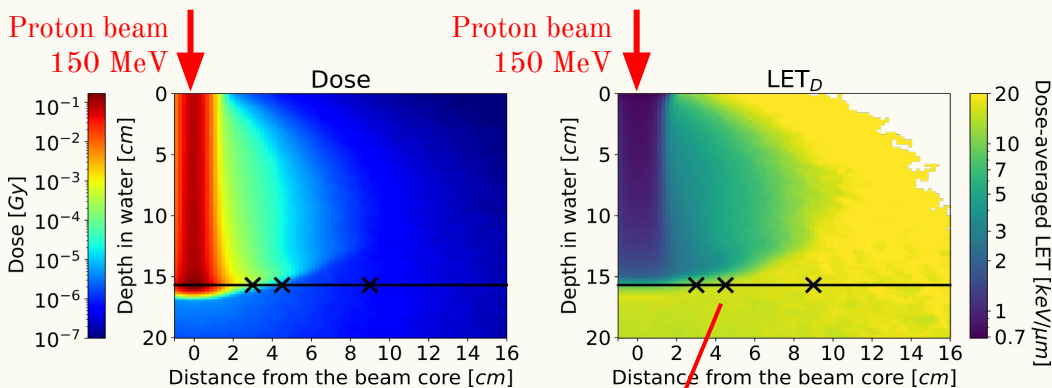 Proton beam
150 MeV
Proton beam
150 MeV
Dose
LET_D
10⁻¹
10⁻²
10⁻³
10⁻⁴
10⁻⁵
10⁻⁶
10⁻⁷
Dose [Gy]
0
5
10
15
20
Depth in water [cm]
0 2 4 6 8 10 12 14 16
Distance from the beam core [cm]
0
5
10
15
20
Depth in water [cm]
0 2 4 6 8 10 12 14 16
Distance from the beam core [cm]
20
10
7
5
3
2
1
0.7
Dose-averaged LET [keV/μm]